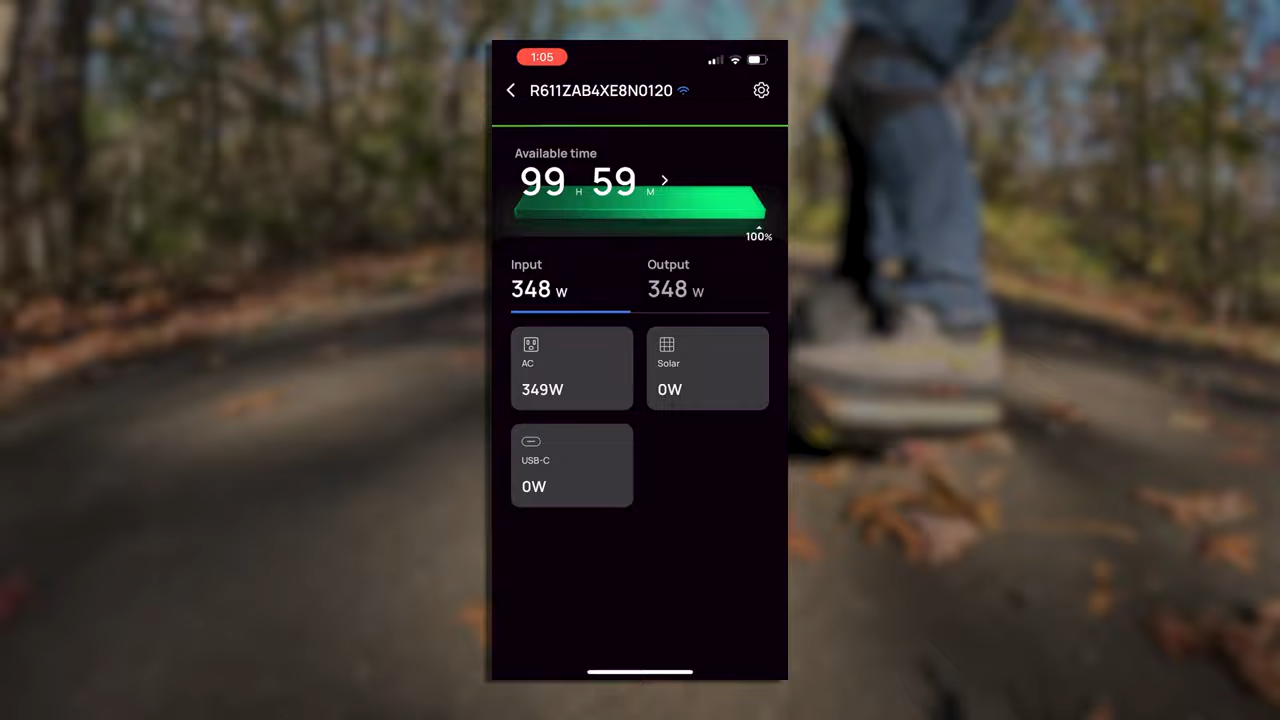 1:05
R611ZAB4XE8N0120
Available time
99 H 59 M
100%
Input
348 W
Output
348 W
AC
349W
Solar
0W
USB-C
0W